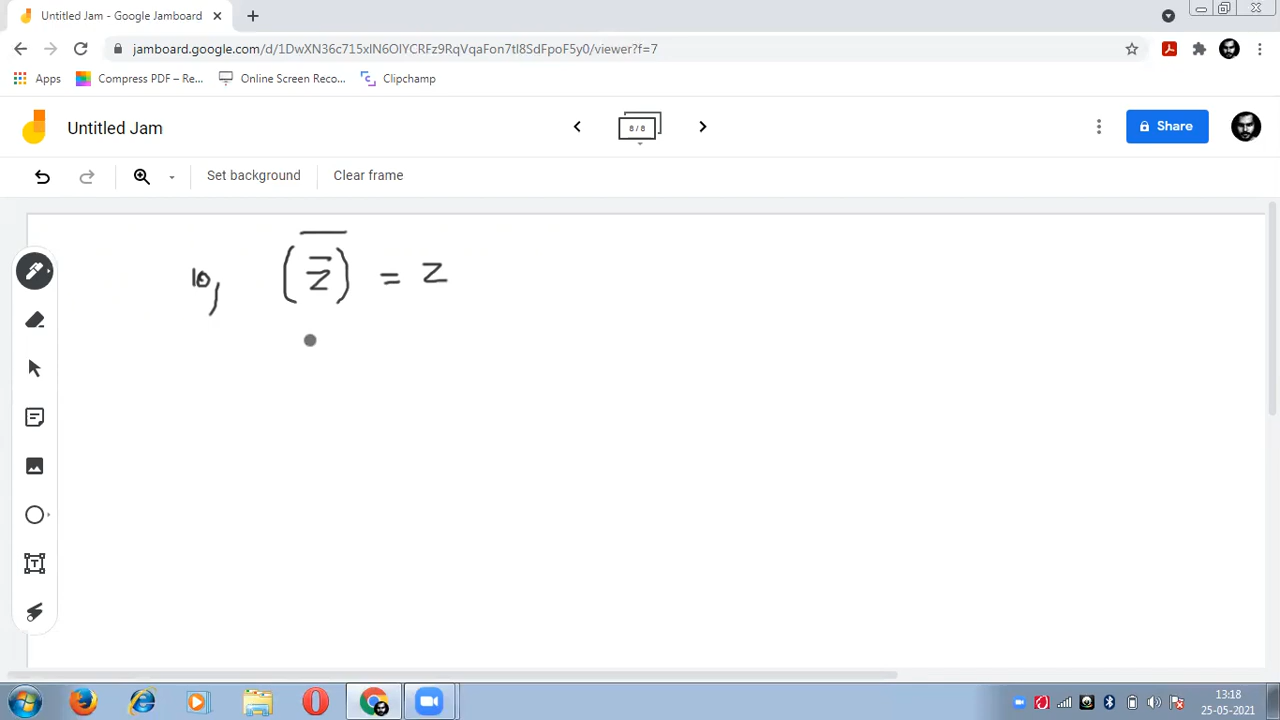 Untitled Jam - Google Jamboard
jamboard.google.com/d/1DwXN36c715xIN6OIYCRFz9RqVqaFon7tI8SdFpoF5y0/viewer?f=7
Apps
Compress PDF – Re...
Online Screen Reco...
Clipchamp
Untitled Jam
8 / 8
Share
Set background
Clear frame
10, (z̅)̅ = z
13:18
25-05-2021